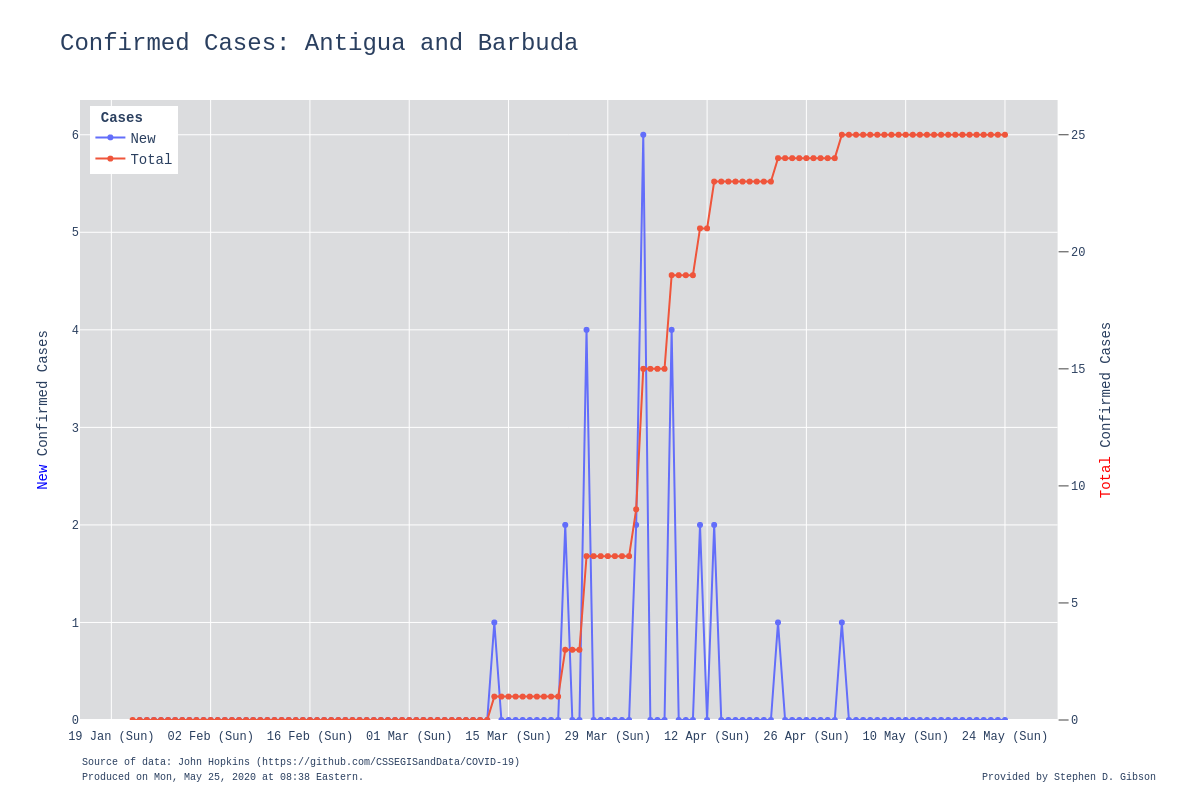 Confirmed Cases: Antigua and Barbuda
Cases
New
Total
6
5
4
3
2
1
0
New Confirmed Cases
25
20
15
10
5
0
Total Confirmed Cases
19 Jan (Sun) 02 Feb (Sun) 16 Feb (Sun) 01 Mar (Sun) 15 Mar (Sun) 29 Mar (Sun) 12 Apr (Sun) 26 Apr (Sun) 10 May (Sun) 24 May (Sun)
Source of data: John Hopkins (https://github.com/CSSEGISandData/COVID-19)
Produced on Mon, May 25, 2020 at 08:38 Eastern.
Provided by Stephen D. Gibson